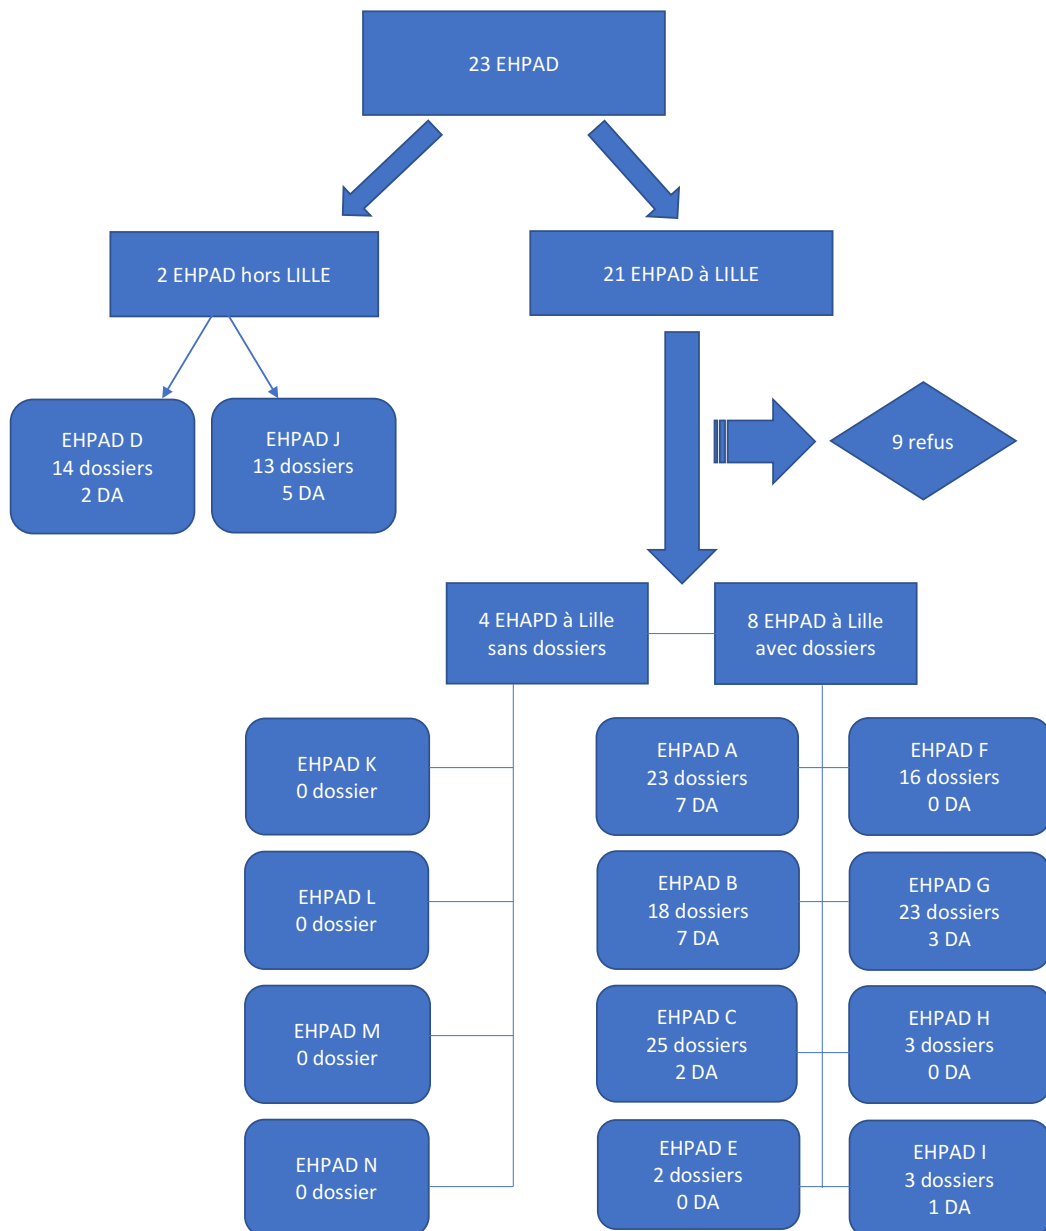 23 EHPAD
2 EHPAD hors LILLE
21 EHPAD à LILLE
EHPAD D
14 dossiers
2 DA
EHPAD J
13 dossiers
5 DA
9 refus
4 EHAPD à Lille
sans dossiers
8 EHPAD à Lille
avec dossiers
EHPAD K
0 dossier
EHPAD L
0 dossier
EHPAD M
0 dossier
EHPAD N
0 dossier
EHPAD A
23 dossiers
7 DA
EHPAD B
18 dossiers
7 DA
EHPAD C
25 dossiers
2 DA
EHPAD E
2 dossiers
0 DA
EHPAD F
16 dossiers
0 DA
EHPAD G
23 dossiers
3 DA
EHPAD H
3 dossiers
0 DA
EHPAD I
3 dossiers
1 DA